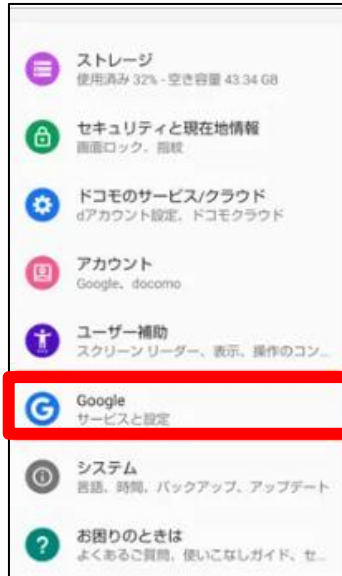 ストレージ
使用済み 32% - 空き容量 43.34 GB
セキュリティと現在地情報
画面ロック、指紋
ドコモのサービス/クラウド
dアカウント設定、ドコモクラウド
アカウント
Google、docomo
ユーザー補助
スクリーン リーダー、表示、操作のコン...
Google
サービスと設定
システム
言語、時間、バックアップ、アップデート
お困りのときは
よくあるご質問、使いこなしガイド、セ...